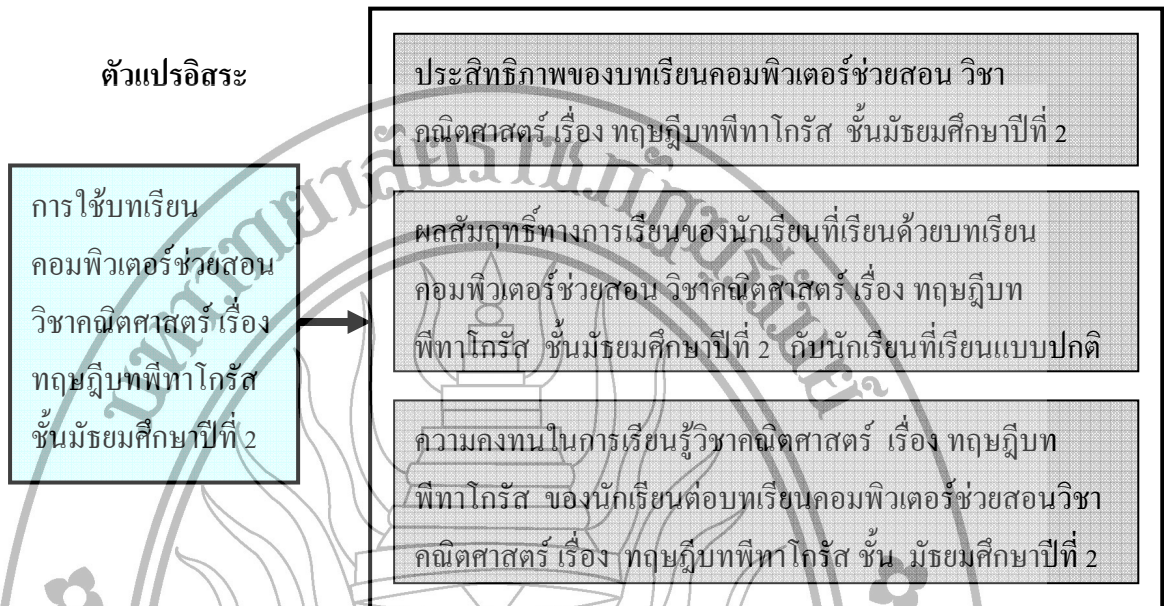 ตัวแปรอิสระ
การใช้บทเรียน
คอมพิวเตอร์ช่วยสอน
วิชาคณิตศาสตร์ เรื่อง
ทฤษฎีบทพีทาโกรัส
ชั้นมัธยมศึกษาปีที่ 2
ประสิทธิภาพของบทเรียนคอมพิวเตอร์ช่วยสอน วิชา
คณิตศาสตร์ เรื่อง ทฤษฎีบทพีทาโกรัส ชั้นมัธยมศึกษาปีที่ 2
ผลสัมฤทธิ์ทางการเรียนของนักเรียนที่เรียนด้วยบทเรียน
คอมพิวเตอร์ช่วยสอน วิชาคณิตศาสตร์ เรื่อง ทฤษฎีบท
พีทาโกรัส ชั้นมัธยมศึกษาปีที่ 2 กับนักเรียนที่เรียนแบบปกติ
ความคงทนในการเรียนรู้วิชาคณิตศาสตร์ เรื่อง ทฤษฎีบท
พีทาโกรัส ของนักเรียนต่อบทเรียนคอมพิวเตอร์ช่วยสอนวิชา
คณิตศาสตร์ เรื่อง ทฤษฎีบทพีทาโกรัส ชั้น มัธยมศึกษาปีที่ 2
มหาวิทยาลัยราชภัฏบุรีรัมย์